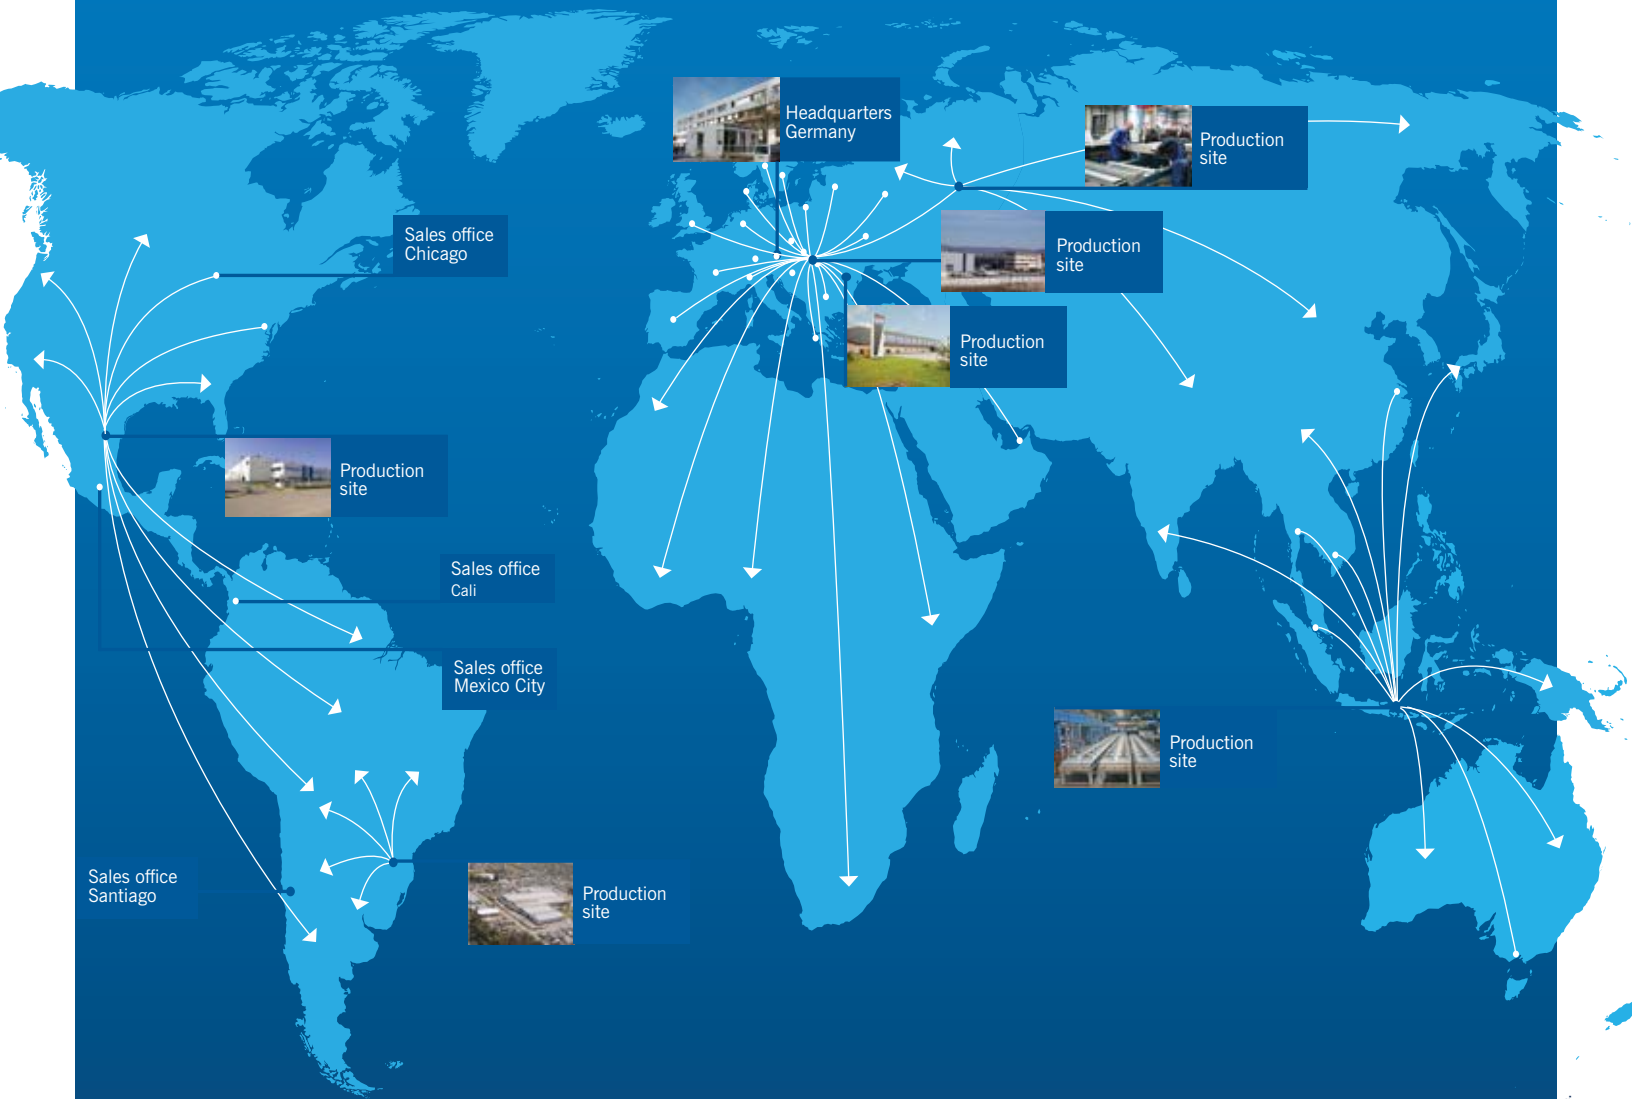 Headquarters
Germany
Production
site
Sales office
Chicago
Production
site
Production
site
Production
site
Sales office
Cali
Sales office
Mexico City
Production
site
Sales office
Santiago
Production
site